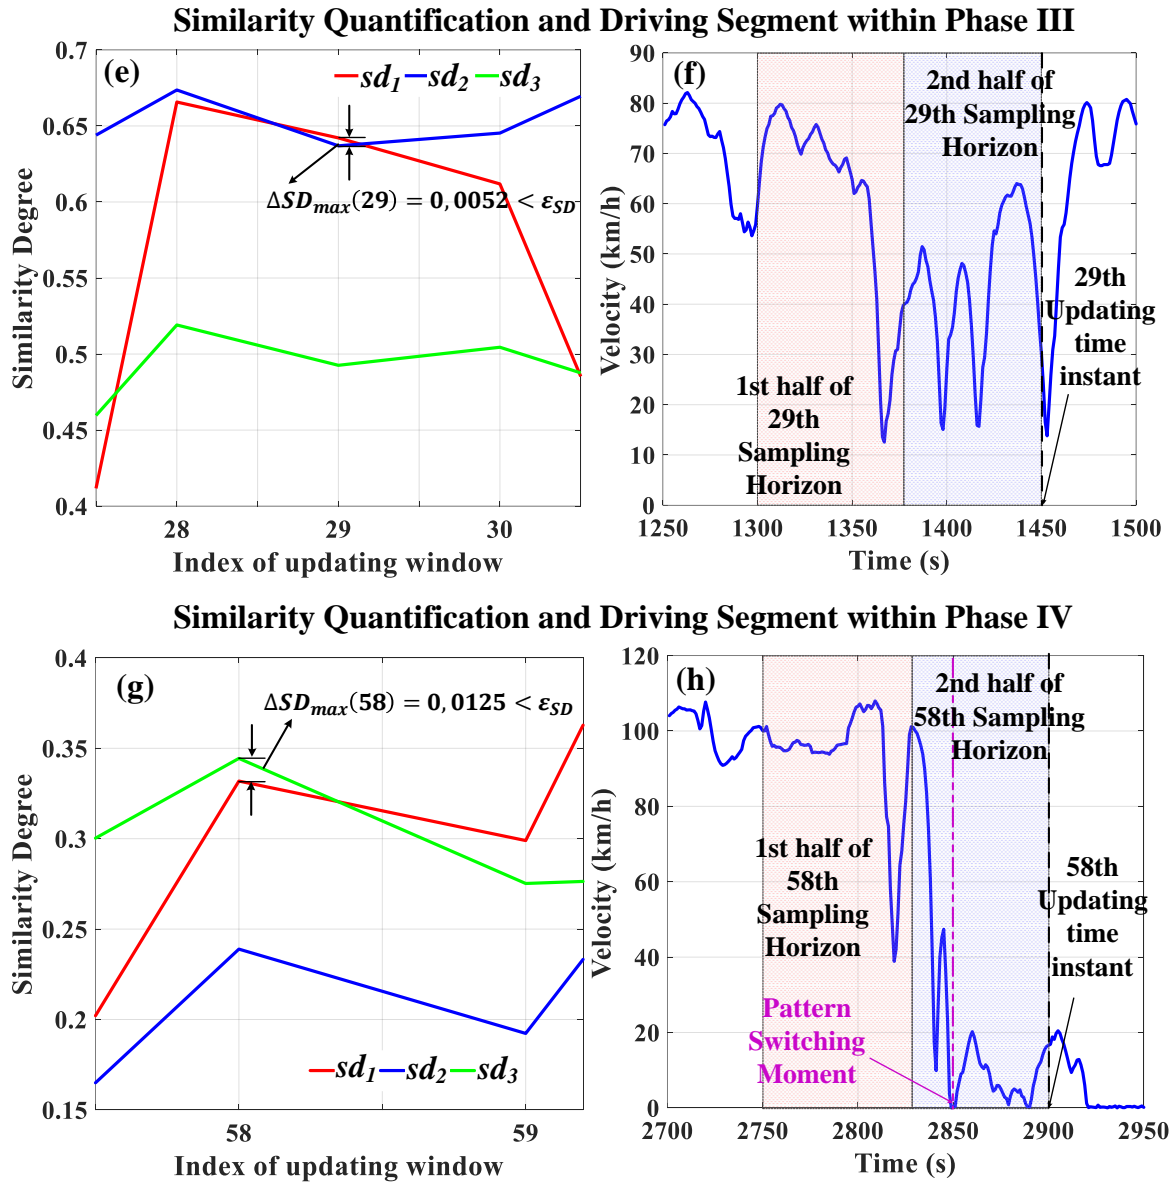 Similarity Quantification and Driving Segment within Phase III
(e)
sd1 sd2 sd3
ΔSDmax(29) = 0,0052 < εSD
0.7
0.65
0.6
0.55
0.5
0.45
0.4
Similarity Degree
28 29 30
Index of updating window
(f)
2nd half of
29th Sampling
Horizon
29th
Updating
time
instant
1st half of
29th
Sampling
Horizon
90
80
70
60
50
40
30
20
10
0
Velocity (km/h)
1250 1300 1350 1400 1450 1500
Time (s)
Similarity Quantification and Driving Segment within Phase IV
(g)
ΔSDmax(58) = 0,0125 < εSD
sd1 sd2 sd3
0.4
0.35
0.3
0.25
0.2
0.15
Similarity Degree
58 59
Index of updating window
(h)
2nd half of
58th Sampling
Horizon
1st half of
58th
Sampling
Horizon
58th
Updating
time
instant
Pattern
Switching
Moment
120
100
80
60
40
20
0
Velocity (km/h)
2700 2750 2800 2850 2900 2950
Time (s)